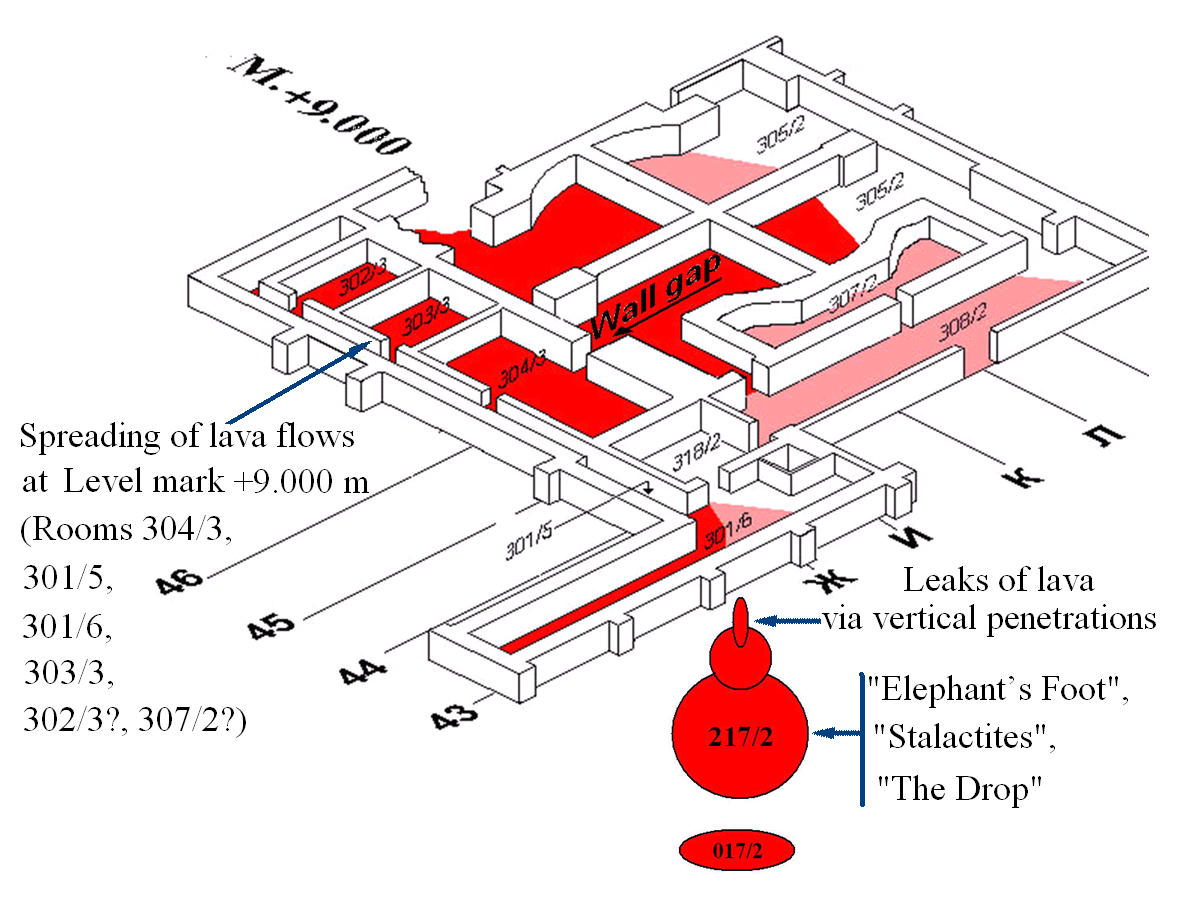 М.+9.000
305/2
305/2
302/3
303/3
304/3
Wall gap
307/2
308/2
318/2
301/5
301/6
Spreading of lava flows
at Level mark +9.000 m
(Rooms 304/3,
301/5,
301/6,
303/3,
302/3?, 307/2?)
46
45
44
43
П
К
И
Ж
Leaks of lava
via vertical penetrations
"Elephant’s Foot",
"Stalactites",
"The Drop"
217/2
017/2